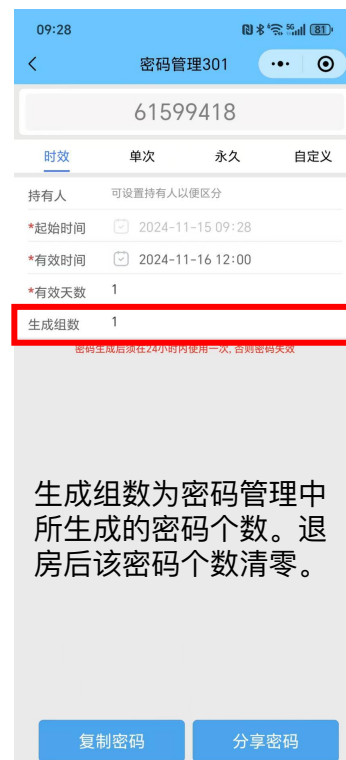 09:28
5G 81
密码管理301
61599418
时效 单次 永久 自定义
持有人 可设置持有人以便区分
*起始时间 2024-11-15 09:28
*有效时间 2024-11-16 12:00
*有效天数 1
生成组数 1
密码生成后须在24小时内使用一次, 否则密码失效
生成组数为密码管理中
所生成的密码个数。退
房后该密码个数清零。
复制密码 分享密码